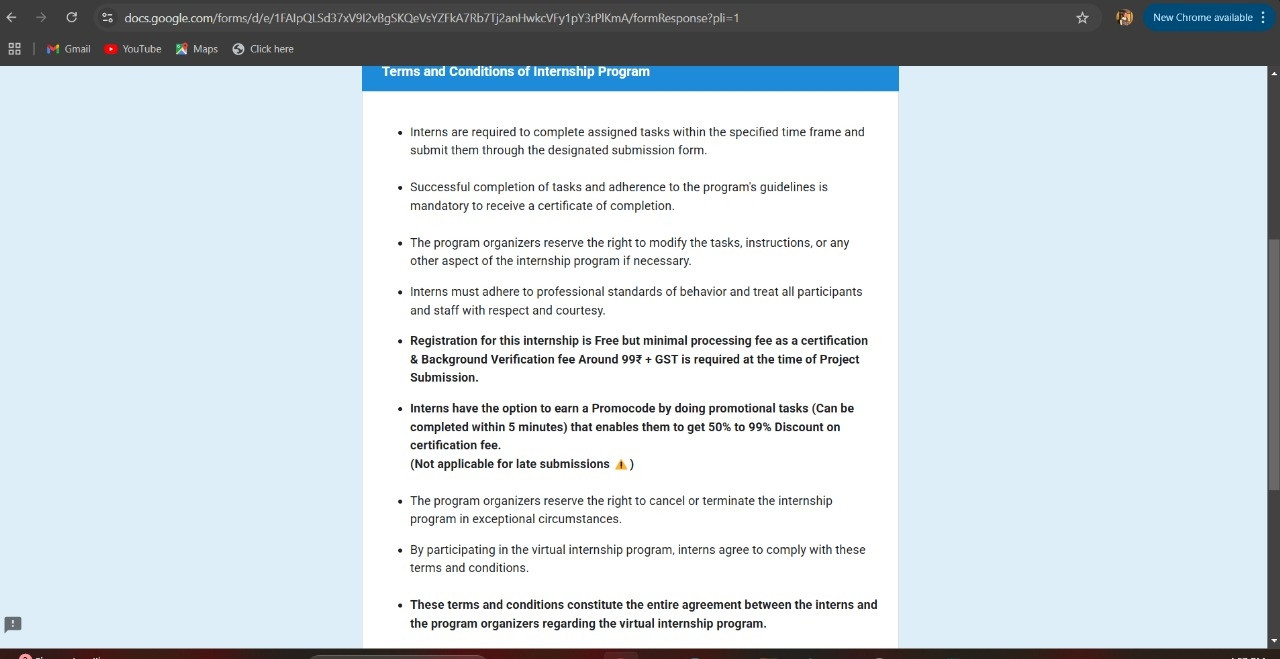 docs.google.com/forms/d/e/1FAIpQLSd37xV9I2vBgSKQeVsYZFkA7Rb7Tj2anHwkcVFy1pY3rPlKmA/formResponse?pli=1
New Chrome available
Gmail
YouTube
Maps
Click here
Terms and Conditions of Internship Program
• Interns are required to complete assigned tasks within the specified time frame and
submit them through the designated submission form.
• Successful completion of tasks and adherence to the program's guidelines is
mandatory to receive a certificate of completion.
• The program organizers reserve the right to modify the tasks, instructions, or any
other aspect of the internship program if necessary.
• Interns must adhere to professional standards of behavior and treat all participants
and staff with respect and courtesy.
• Registration for this internship is Free but minimal processing fee as a certification
& Background Verification fee Around 99₹ + GST is required at the time of Project
Submission.
• Interns have the option to earn a Promocode by doing promotional tasks (Can be
completed within 5 minutes) that enables them to get 50% to 99% Discount on
certification fee.
(Not applicable for late submissions ⚠️ )
• The program organizers reserve the right to cancel or terminate the internship
program in exceptional circumstances.
• By participating in the virtual internship program, interns agree to comply with these
terms and conditions.
• These terms and conditions constitute the entire agreement between the interns and
the program organizers regarding the virtual internship program.